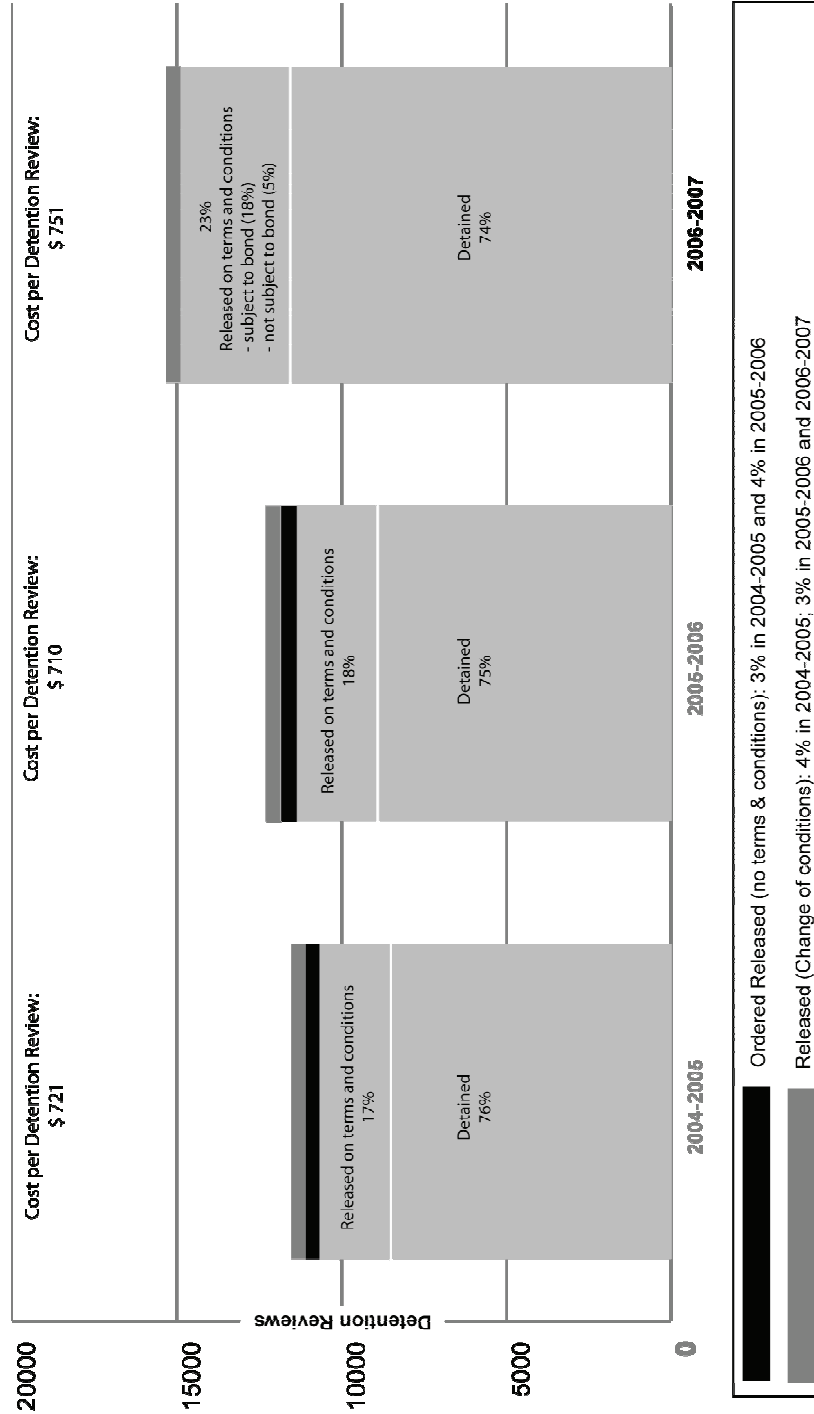 Cost per Detention Review:
$ 721
Cost per Detention Review:
$ 710
Cost per Detention Review:
$ 751
20000
15000
10000
5000
0
Detention Reviews
Released on terms and conditions
17%
Detained
76%
2004-2005
Released on terms and conditions
18%
Detained
75%
2005-2006
23%
Released on terms and conditions
- subject to bond (18%)
- not subject to bond (5%)
Detained
74%
2006-2007
Ordered Released (no terms & conditions): 3% in 2004-2005 and 4% in 2005-2006
Released (Change of conditions): 4% in 2004-2005; 3% in 2005-2006 and 2006-2007